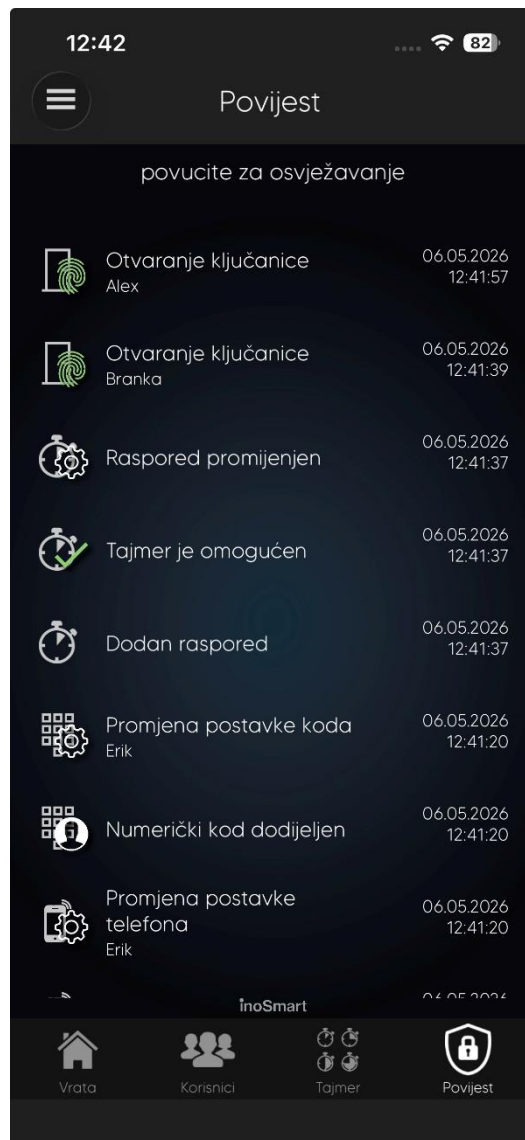 12:42
82
Povijest
povucite za osvježavanje
Otvaranje ključanice
Alex
06.05.2026
12:41:57
Otvaranje ključanice
Branka
06.05.2026
12:41:39
Raspored promijenjen
06.05.2026
12:41:37
Tajmer je omogućen
06.05.2026
12:41:37
Dodan raspored
06.05.2026
12:41:37
Promjena postavke koda
Erik
06.05.2026
12:41:20
Numerički kod dodijeljen
06.05.2026
12:41:20
Promjena postavke
telefona
Erik
06.05.2026
12:41:20
inoSmart
Vrata
Korisnici
Tajmer
Povijest